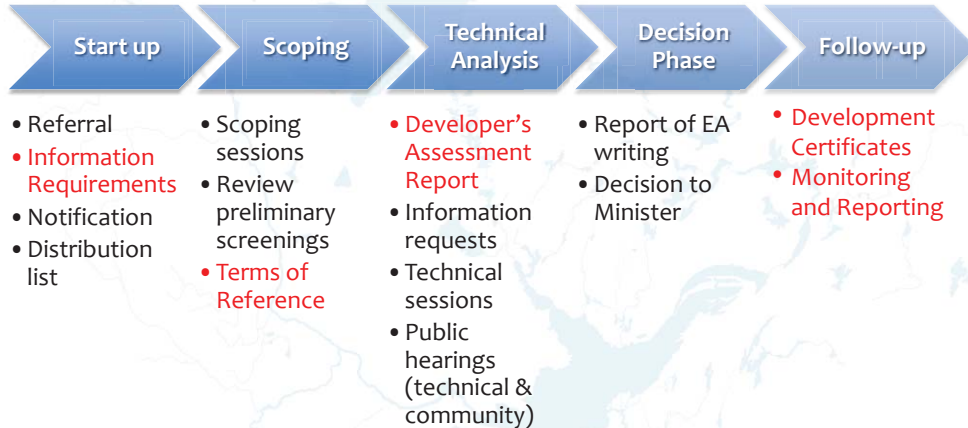 Start up
Scoping
Technical
Analysis
Decision
Phase
Follow-up
• Referral
• Information
Requirements
• Notification
• Distribution
list
• Scoping
sessions
• Review
preliminary
screenings
• Terms of
Reference
• Developer's
Assessment
Report
• Information
requests
• Technical
sessions
• Public
hearings
(technical &
community)
• Report of EA
writing
• Decision to
Minister
• Development
Certificates
• Monitoring
and Reporting